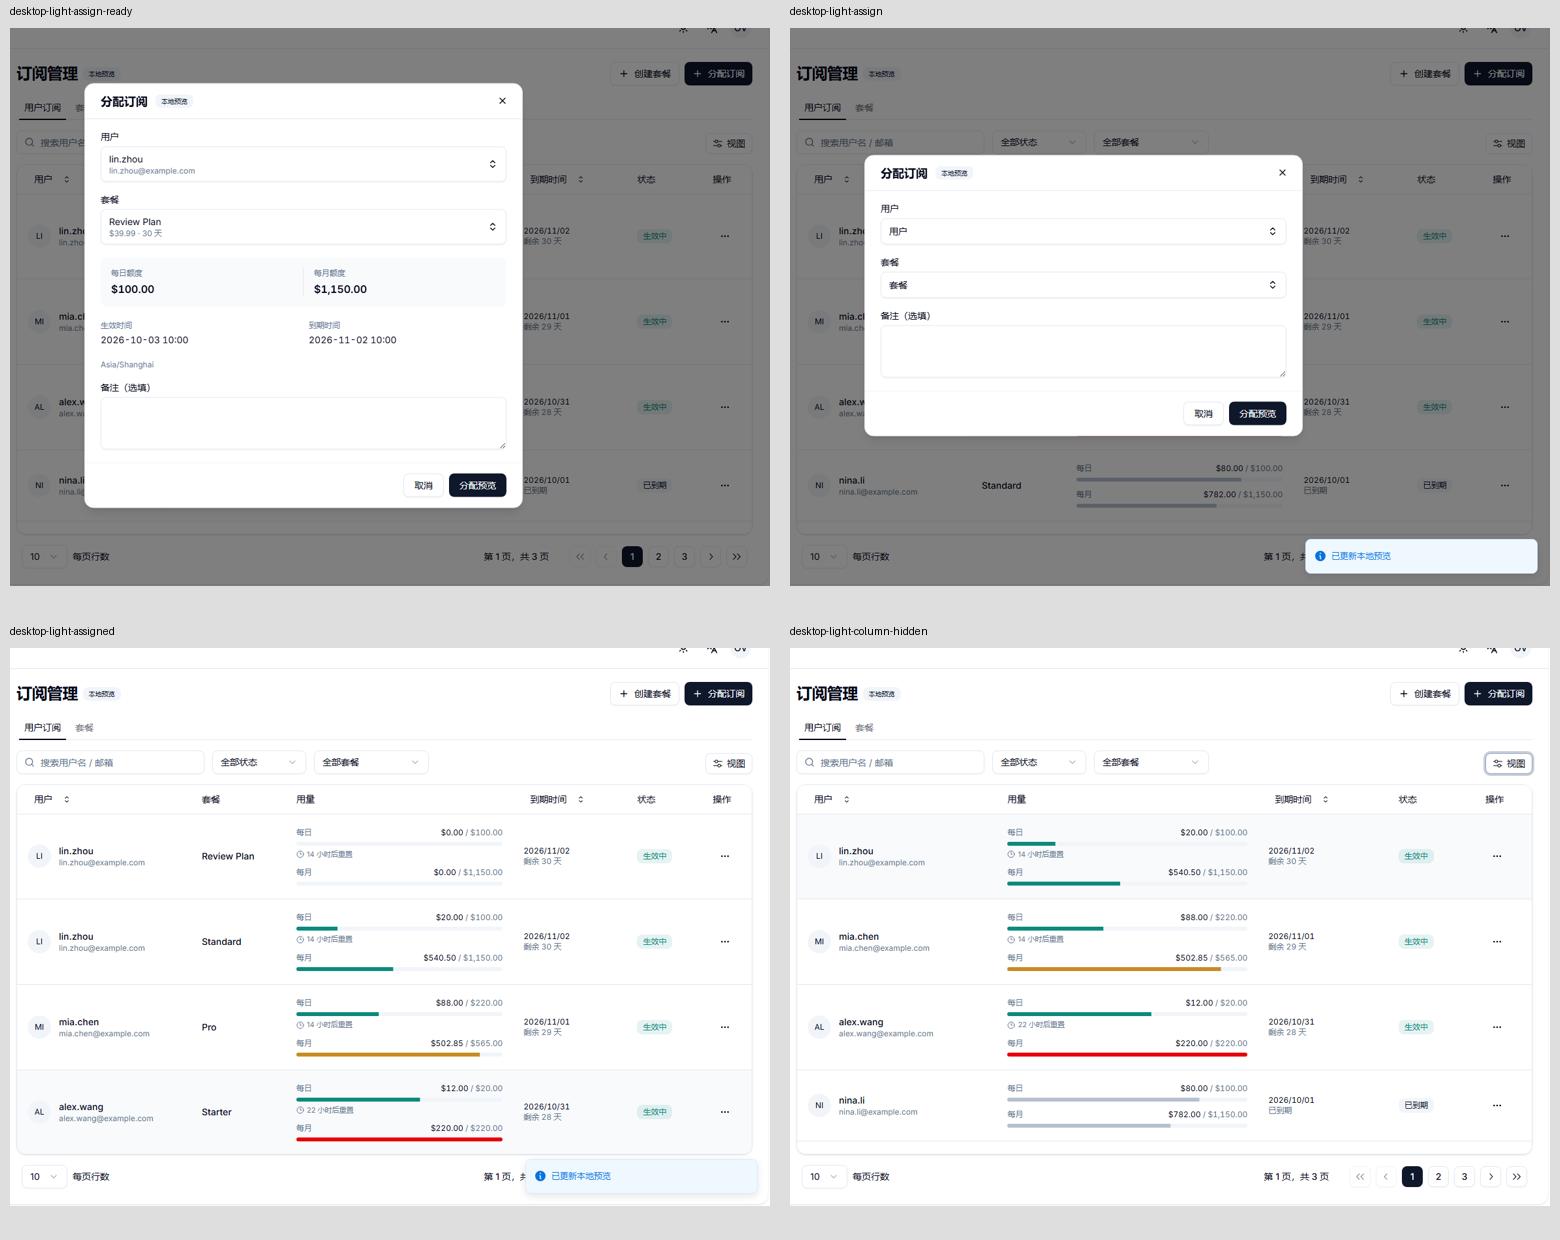 desktop-light-assign-ready
订阅管理 本地预览
创建套餐 分配订阅
用户订阅
搜索用户名
视图
用户 到期时间 状态 操作
分配订阅 本地预览
用户
lin.zhou
lin.zhou@example.com
套餐
Review Plan
$39.99 · 30 天
每日额度 每月额度
$100.00 $1,150.00
生效时间 到期时间
2026-10-03 10:00 2026-11-02 10:00
Asia/Shanghai
备注（选填）
取消 分配预览
LI
2026/11/02
剩余 30 天
生效中
MI
2026/11/01
剩余 29 天
生效中
AL
2026/10/31
剩余 28 天
生效中
NI nina.li
2026/10/01
已到期
已到期
10 每页行数
第 1 页，共 3 页
1 2 3
desktop-light-assign
订阅管理 本地预览
创建套餐 分配订阅
用户订阅 套餐
搜索用户名 / 邮箱 全部状态 全部套餐 视图
用户 到期时间 状态 操作
分配订阅 本地预览
用户
用户
套餐
套餐
备注（选填）
取消 分配预览
LI
2026/11/02
剩余 30 天
生效中
MI
2026/11/01
剩余 29 天
生效中
AL
2026/10/31
剩余 28 天
生效中
NI nina.li
nina.li@example.com
Standard
每日 $80.00 / $100.00
每月 $782.00 / $1,150.00
2026/10/01
已到期
已到期
10 每页行数
第 1 页，
已更新本地预览
desktop-light-assigned
订阅管理 本地预览
创建套餐 分配订阅
用户订阅 套餐
搜索用户名 / 邮箱 全部状态 全部套餐 视图
用户 套餐 用量 到期时间 状态 操作
LI lin.zhou
lin.zhou@example.com
Review Plan
每日 $0.00 / $100.00
14 小时后重置
每月 $0.00 / $1,150.00
2026/11/02
剩余 30 天
生效中
LI lin.zhou
lin.zhou@example.com
Standard
每日 $20.00 / $100.00
14 小时后重置
每月 $540.50 / $1,150.00
2026/11/02
剩余 30 天
生效中
MI mia.chen
mia.chen@example.com
Pro
每日 $88.00 / $220.00
14 小时后重置
每月 $502.85 / $565.00
2026/11/01
剩余 29 天
生效中
AL alex.wang
alex.wang@example.com
Starter
每日 $12.00 / $20.00
22 小时后重置
每月 $220.00 / $220.00
2026/10/31
剩余 28 天
生效中
10 每页行数
第 1 页，
已更新本地预览
desktop-light-column-hidden
订阅管理 本地预览
创建套餐 分配订阅
用户订阅 套餐
搜索用户名 / 邮箱 全部状态 全部套餐 视图
用户 用量 到期时间 状态 操作
LI lin.zhou
lin.zhou@example.com
每日 $20.00 / $100.00
14 小时后重置
每月 $540.50 / $1,150.00
2026/11/02
剩余 30 天
生效中
MI mia.chen
mia.chen@example.com
每日 $88.00 / $220.00
14 小时后重置
每月 $502.85 / $565.00
2026/11/01
剩余 29 天
生效中
AL alex.wang
alex.wang@example.com
每日 $12.00 / $20.00
22 小时后重置
每月 $220.00 / $220.00
2026/10/31
剩余 28 天
生效中
NI nina.li
nina.li@example.com
每日 $80.00 / $100.00
每月 $782.00 / $1,150.00
2026/10/01
已到期
已到期
10 每页行数
第 1 页，共 3 页
1 2 3